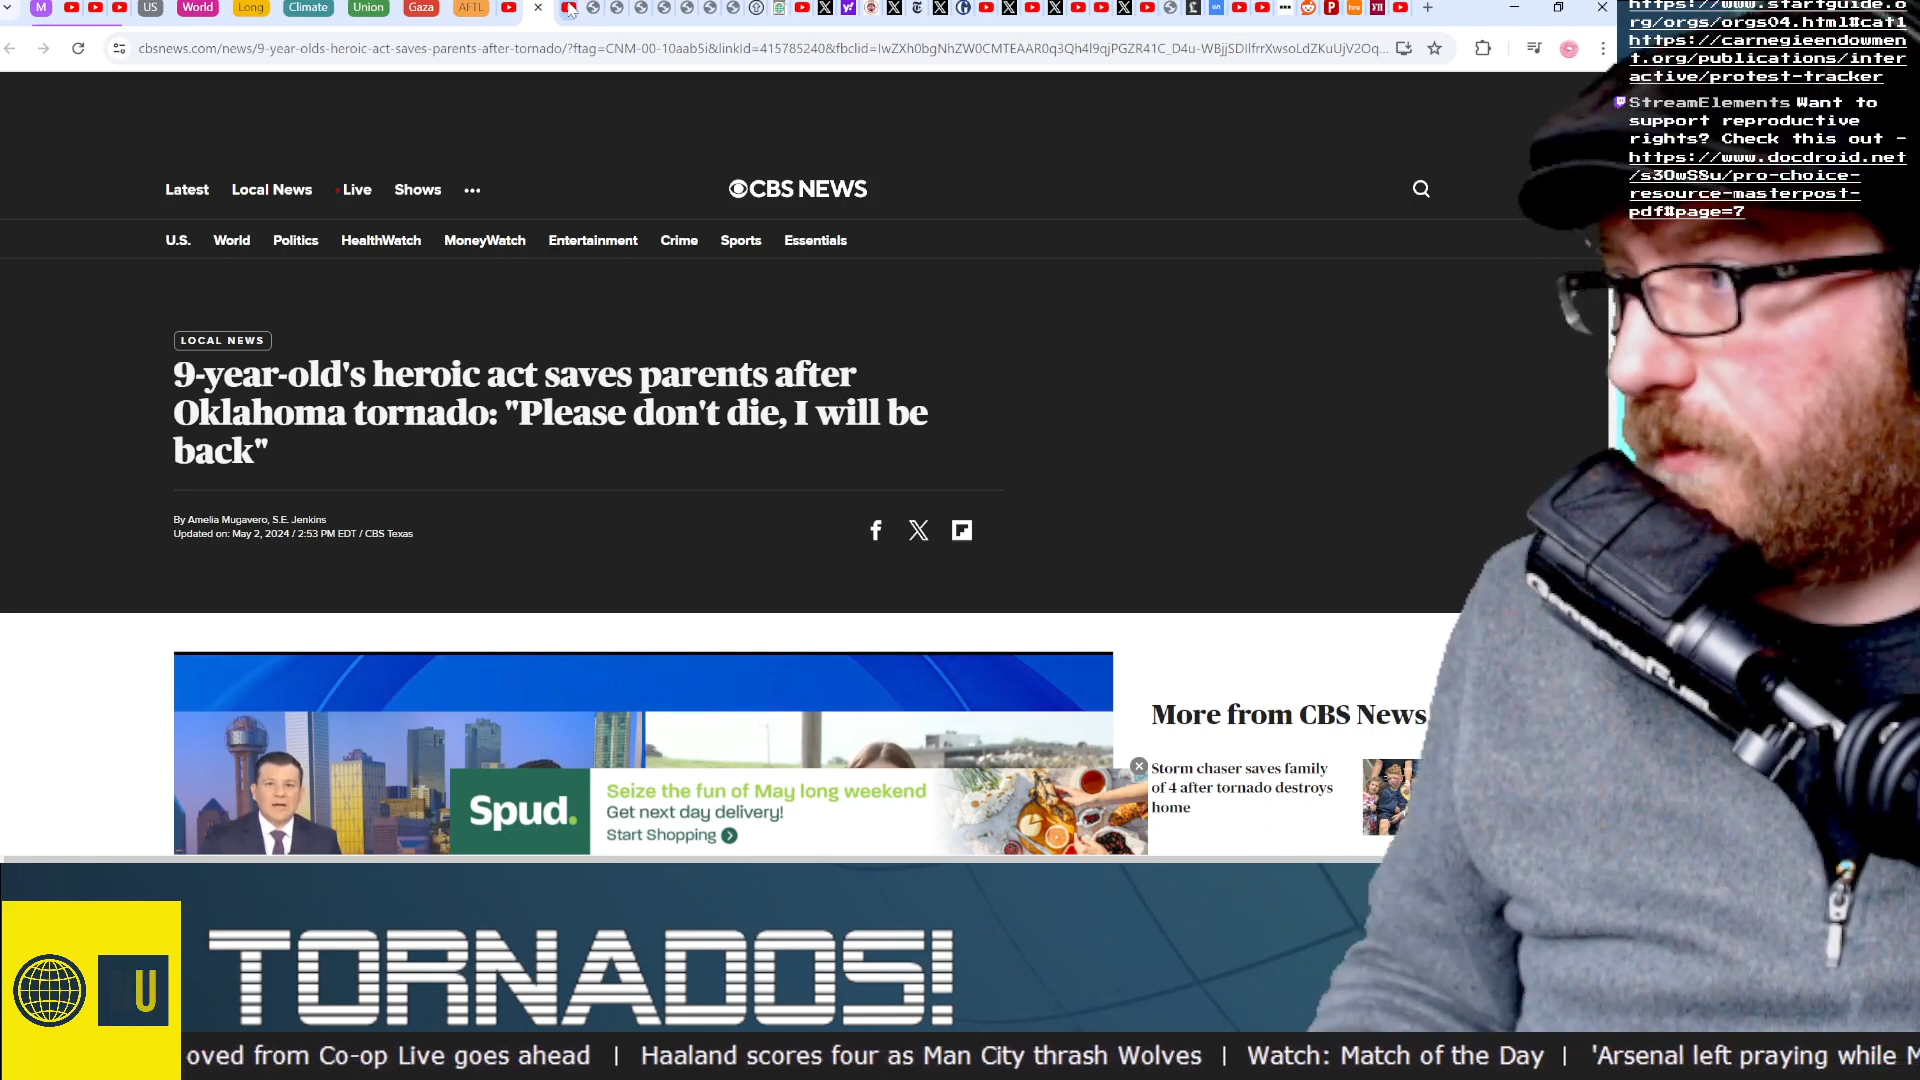 M
US
World
Long
Climate
Union
Gaza
AFTL
cbsnews.com/news/9-year-olds-heroic-act-saves-parents-after-tornado/?ftag=CNM-00-10aab5i&linkId=415785240&fbclid=
https://www.startguide.o
rg/orgs/orgs04.html#cat1
https://carnegieendowmen
t.org/publications/inter
active/protest-tracker
StreamElements Want to
support reproductive
rights? Check this out -
https://www.docdroid.net
/s3OwS8u/pro-choice-
resource-masterpost-
pdf#page=7
Latest Local News Live Shows ...
CBS NEWS
U.S. World Politics HealthWatch MoneyWatch Entertainment Crime Sports Essentials
LOCAL NEWS
9-year-old's heroic act saves parents after
Oklahoma tornado: "Please don't die, I will be
back"
By Amelia Mugavero, S.E. Jenkins
Updated on: May 2, 2024 / 2:53 PM EDT / CBS Texas
More from CBS News
Storm chaser saves family
of 4 after tornado destroys
home
Spud.
Seize the fun of May long weekend
Get next day delivery!
Start Shopping
U
TORNADOS!
oved from Co-op Live goes ahead | Haaland scores four as Man City thrash Wolves | Watch: Match of the Day | 'Arsenal left praying while M